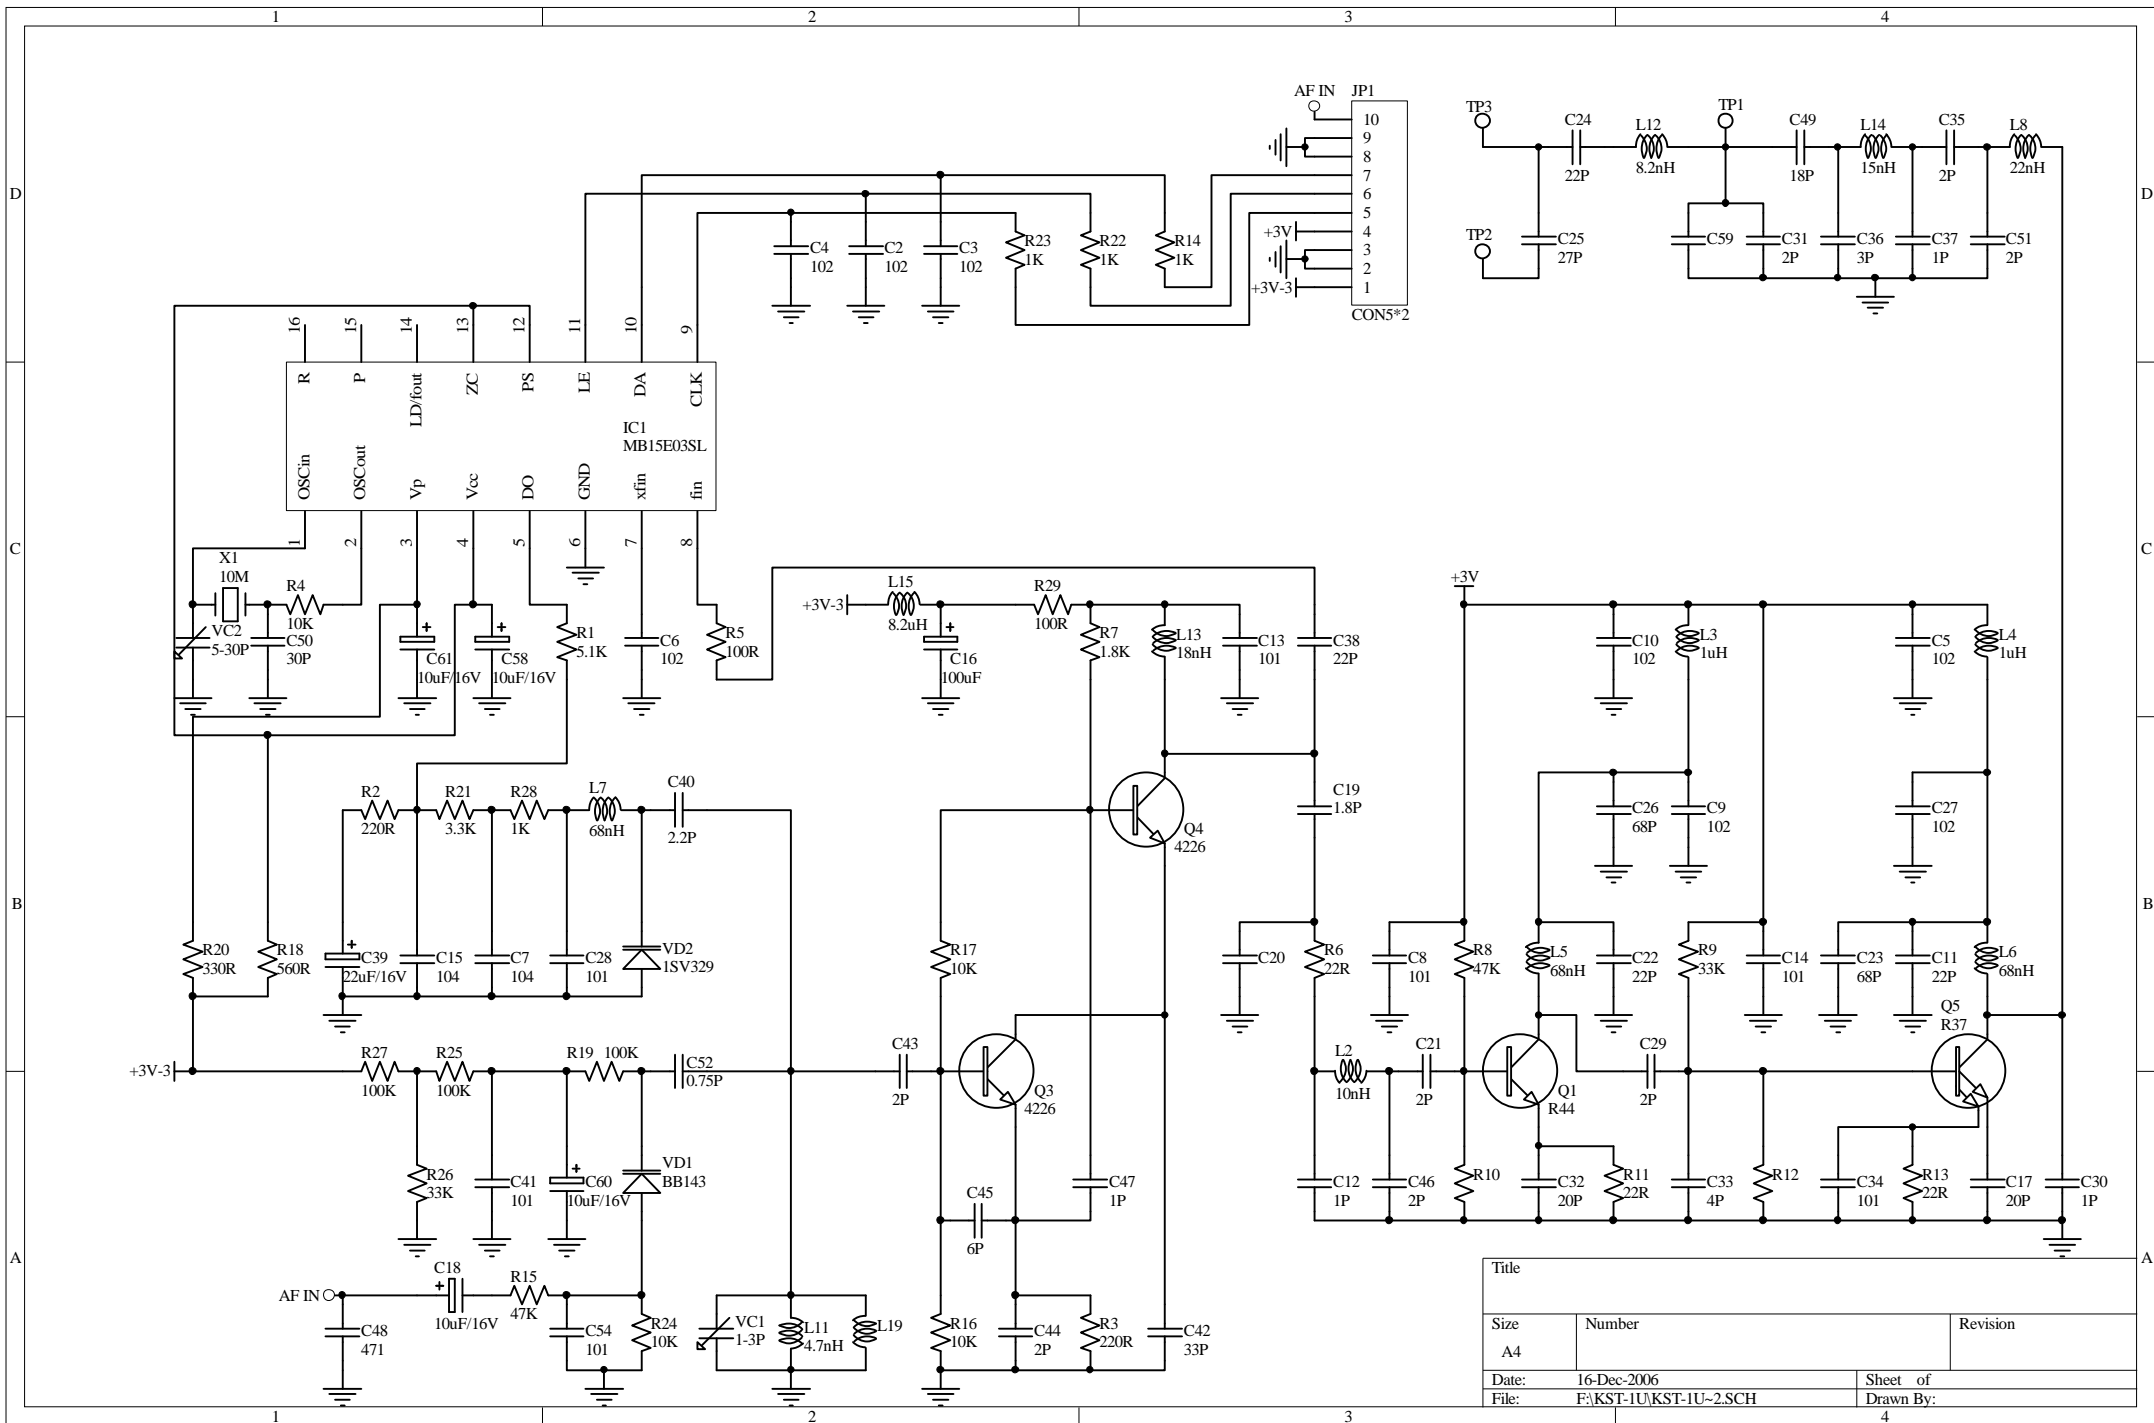 1 2 3 4
D D
C C
B B
A A
AF IN
JP1
10
9
8
7
6
5
4
3
2
1
+3V
+3V-3
CON5*2
TP3
TP2
TP1
C24
22P
L12
8.2nH
C49
18P
L14
15nH
C35
2P
L8
22nH
C25
27P
C59
C31
2P
C36
3P
C37
1P
C51
2P
C4
102
C2
102
C3
102
R23
1K
R22
1K
R14
1K
16 15 14 13 12 11 10 9
R P LD/fout ZC PS LE DA CLK
IC1
MB15E03SL
OSCin OSCout Vp Vcc DO GND xfin fin
1 2 3 4 5 6 7 8
X1
10M
R4
10K
VC2
5-30P
C50
30P
C61
10uF/16V
C58
10uF/16V
R1
5.1K
C6
102
R5
100R
+3V-3
L15
8.2uH
C16
100uF
R29
100R
R7
1.8K
L13
18nH
C13
101
C38
22P
+3V
C10
102
L3
1uH
C5
102
L4
1uH
R2
220R
R21
3.3K
R28
1K
L7
68nH
C40
2.2P
Q4
4226
C19
1.8P
C26
68P
C9
102
C27
102
R20
330R
R18
560R
C39
22uF/16V
C15
104
C7
104
C28
101
VD2
1SV329
R17
10K
C20
R6
22R
C8
101
R8
47K
L5
68nH
C22
22P
R9
33K
C14
101
C23
68P
C11
22P
L6
68nH
+3V-3
R27
100K
R25
100K
R19 100K
C52
0.75P
C43
2P
Q3
4226
L2
10nH
C21
2P
Q1
R44
C29
2P
Q5
R37
R26
33K
C41
101
C60
10uF/16V
VD1
BB143
C45
6P
C47
1P
C12
1P
C46
2P
R10
C32
20P
R11
22R
C33
4P
R12
C34
101
R13
22R
C17
20P
C30
1P
AF IN
C48
471
C18
10uF/16V
R15
47K
C54
101
R24
10K
VC1
1-3P
L11
4.7nH
L19
R16
10K
C44
2P
R3
220R
C42
33P
Title
Size Number Revision
A4
Date: 16-Dec-2006 Sheet of
File: F:\KST-1U\KST-1U~2.SCH Drawn By:
1 2 3 4